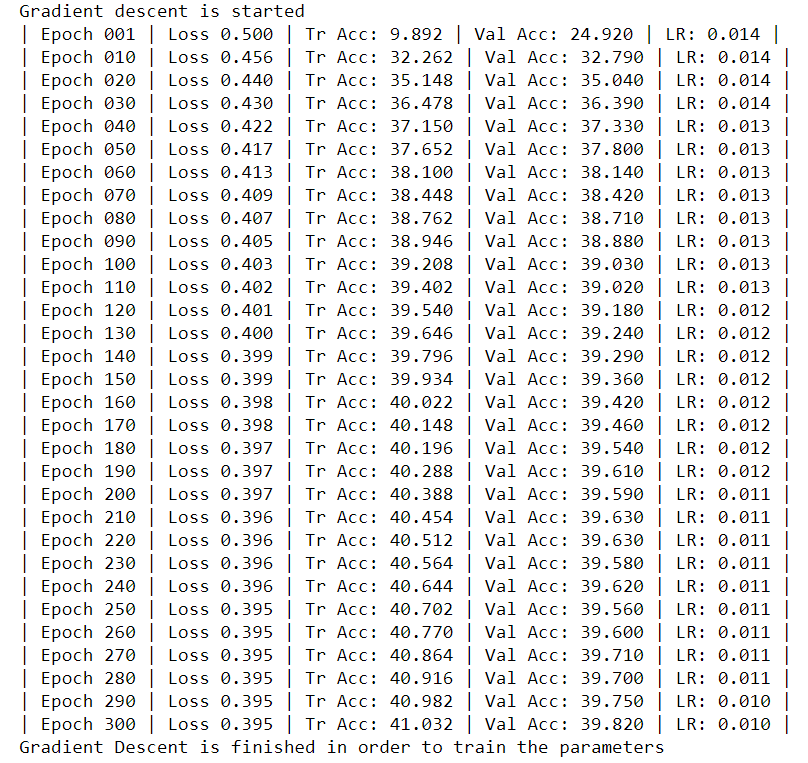 Gradient descent is started
| Epoch 001 | Loss 0.500 | Tr Acc: 9.892 | Val Acc: 24.920 | LR: 0.014 |
| Epoch 010 | Loss 0.456 | Tr Acc: 32.262 | Val Acc: 32.790 | LR: 0.014 |
| Epoch 020 | Loss 0.440 | Tr Acc: 35.148 | Val Acc: 35.040 | LR: 0.014 |
| Epoch 030 | Loss 0.430 | Tr Acc: 36.478 | Val Acc: 36.390 | LR: 0.014 |
| Epoch 040 | Loss 0.422 | Tr Acc: 37.150 | Val Acc: 37.330 | LR: 0.013 |
| Epoch 050 | Loss 0.417 | Tr Acc: 37.652 | Val Acc: 37.800 | LR: 0.013 |
| Epoch 060 | Loss 0.413 | Tr Acc: 38.100 | Val Acc: 38.140 | LR: 0.013 |
| Epoch 070 | Loss 0.409 | Tr Acc: 38.448 | Val Acc: 38.420 | LR: 0.013 |
| Epoch 080 | Loss 0.407 | Tr Acc: 38.762 | Val Acc: 38.710 | LR: 0.013 |
| Epoch 090 | Loss 0.405 | Tr Acc: 38.946 | Val Acc: 38.880 | LR: 0.013 |
| Epoch 100 | Loss 0.403 | Tr Acc: 39.208 | Val Acc: 39.030 | LR: 0.013 |
| Epoch 110 | Loss 0.402 | Tr Acc: 39.402 | Val Acc: 39.020 | LR: 0.013 |
| Epoch 120 | Loss 0.401 | Tr Acc: 39.540 | Val Acc: 39.180 | LR: 0.012 |
| Epoch 130 | Loss 0.400 | Tr Acc: 39.646 | Val Acc: 39.240 | LR: 0.012 |
| Epoch 140 | Loss 0.399 | Tr Acc: 39.796 | Val Acc: 39.290 | LR: 0.012 |
| Epoch 150 | Loss 0.399 | Tr Acc: 39.934 | Val Acc: 39.360 | LR: 0.012 |
| Epoch 160 | Loss 0.398 | Tr Acc: 40.022 | Val Acc: 39.420 | LR: 0.012 |
| Epoch 170 | Loss 0.398 | Tr Acc: 40.148 | Val Acc: 39.460 | LR: 0.012 |
| Epoch 180 | Loss 0.397 | Tr Acc: 40.196 | Val Acc: 39.540 | LR: 0.012 |
| Epoch 190 | Loss 0.397 | Tr Acc: 40.288 | Val Acc: 39.610 | LR: 0.012 |
| Epoch 200 | Loss 0.397 | Tr Acc: 40.388 | Val Acc: 39.590 | LR: 0.011 |
| Epoch 210 | Loss 0.396 | Tr Acc: 40.454 | Val Acc: 39.630 | LR: 0.011 |
| Epoch 220 | Loss 0.396 | Tr Acc: 40.512 | Val Acc: 39.630 | LR: 0.011 |
| Epoch 230 | Loss 0.396 | Tr Acc: 40.564 | Val Acc: 39.580 | LR: 0.011 |
| Epoch 240 | Loss 0.396 | Tr Acc: 40.644 | Val Acc: 39.620 | LR: 0.011 |
| Epoch 250 | Loss 0.395 | Tr Acc: 40.702 | Val Acc: 39.560 | LR: 0.011 |
| Epoch 260 | Loss 0.395 | Tr Acc: 40.770 | Val Acc: 39.600 | LR: 0.011 |
| Epoch 270 | Loss 0.395 | Tr Acc: 40.864 | Val Acc: 39.710 | LR: 0.011 |
| Epoch 280 | Loss 0.395 | Tr Acc: 40.916 | Val Acc: 39.700 | LR: 0.011 |
| Epoch 290 | Loss 0.395 | Tr Acc: 40.982 | Val Acc: 39.750 | LR: 0.010 |
| Epoch 300 | Loss 0.395 | Tr Acc: 41.032 | Val Acc: 39.820 | LR: 0.010 |
Gradient Descent is finished in order to train the parameters